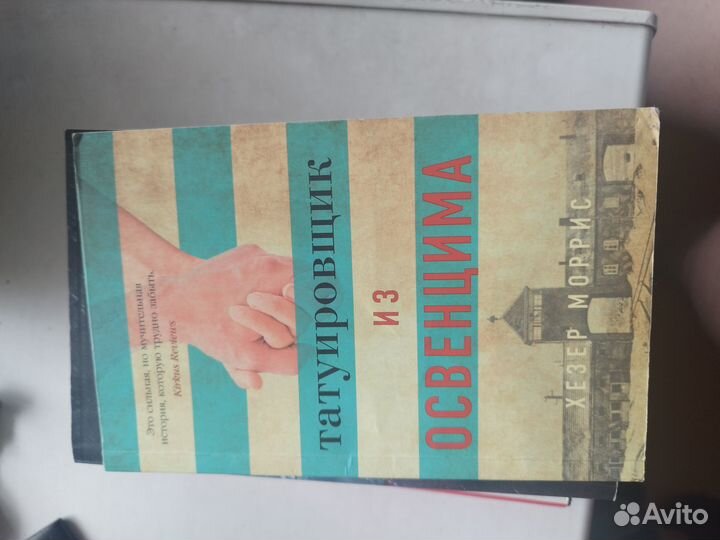 Это сильная, но мучительная
история, которую трудно забыть.
Kirkus Reviews
татуировщик
из
ОСВЕНЦИМА
ХЕЗЕР МОРРИС
Avito